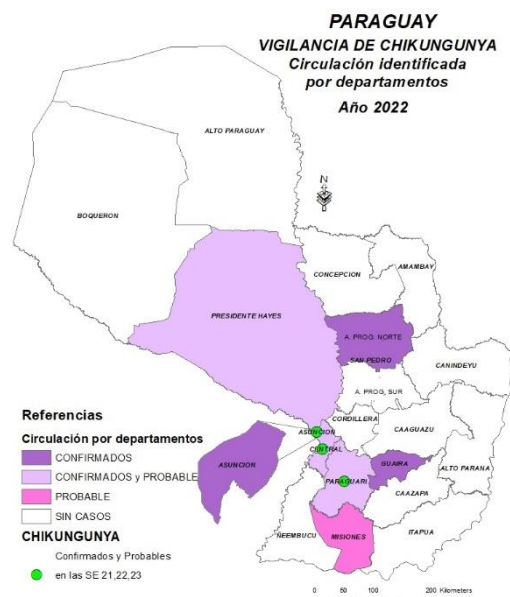 PARAGUAY
VIGILANCIA DE CHIKUNGUNYA
Circulación identificada
por departamentos
Año 2022
ALTO PARAGUAY
N
BOQUERON
CONCEPCION
AMAMBAY
PRESIDENTE HAYES
A. PROG. NORTE
SAN PEDRO
CANINDEYU
A. PROG, SUR
CORDILLERA
ASUNCION
CAAGUAZU
CENTRAL
ASUNCION
GUAIRA
ALTO PARANA
PARAGUARI
CAAZAPA
ÑEEMBUCU
MISIONES
ITAPUA
Referencias
Circulación por departamentos
CONFIRMADOS
CONFIRMADOS y PROBABLE
PROBABLE
SIN CASOS
CHIKUNGUNYA
Confirmados y Probables
en las SE 21,22,23
0 50 100 200 Kilometers